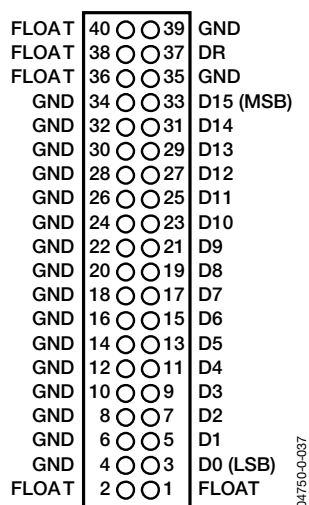 FLOAT 40 39 GND
FLOAT 38 37 DR
FLOAT 36 35 GND
GND 34 33 D15 (MSB)
GND 32 31 D14
GND 30 29 D13
GND 28 27 D12
GND 26 25 D11
GND 24 23 D10
GND 22 21 D9
GND 20 19 D8
GND 18 17 D7
GND 16 15 D6
GND 14 13 D5
GND 12 11 D4
GND 10 9 D3
GND 8 7 D2
GND 6 5 D1
GND 4 3 D0 (LSB)
FLOAT 2 1 FLOAT
04750-0-037